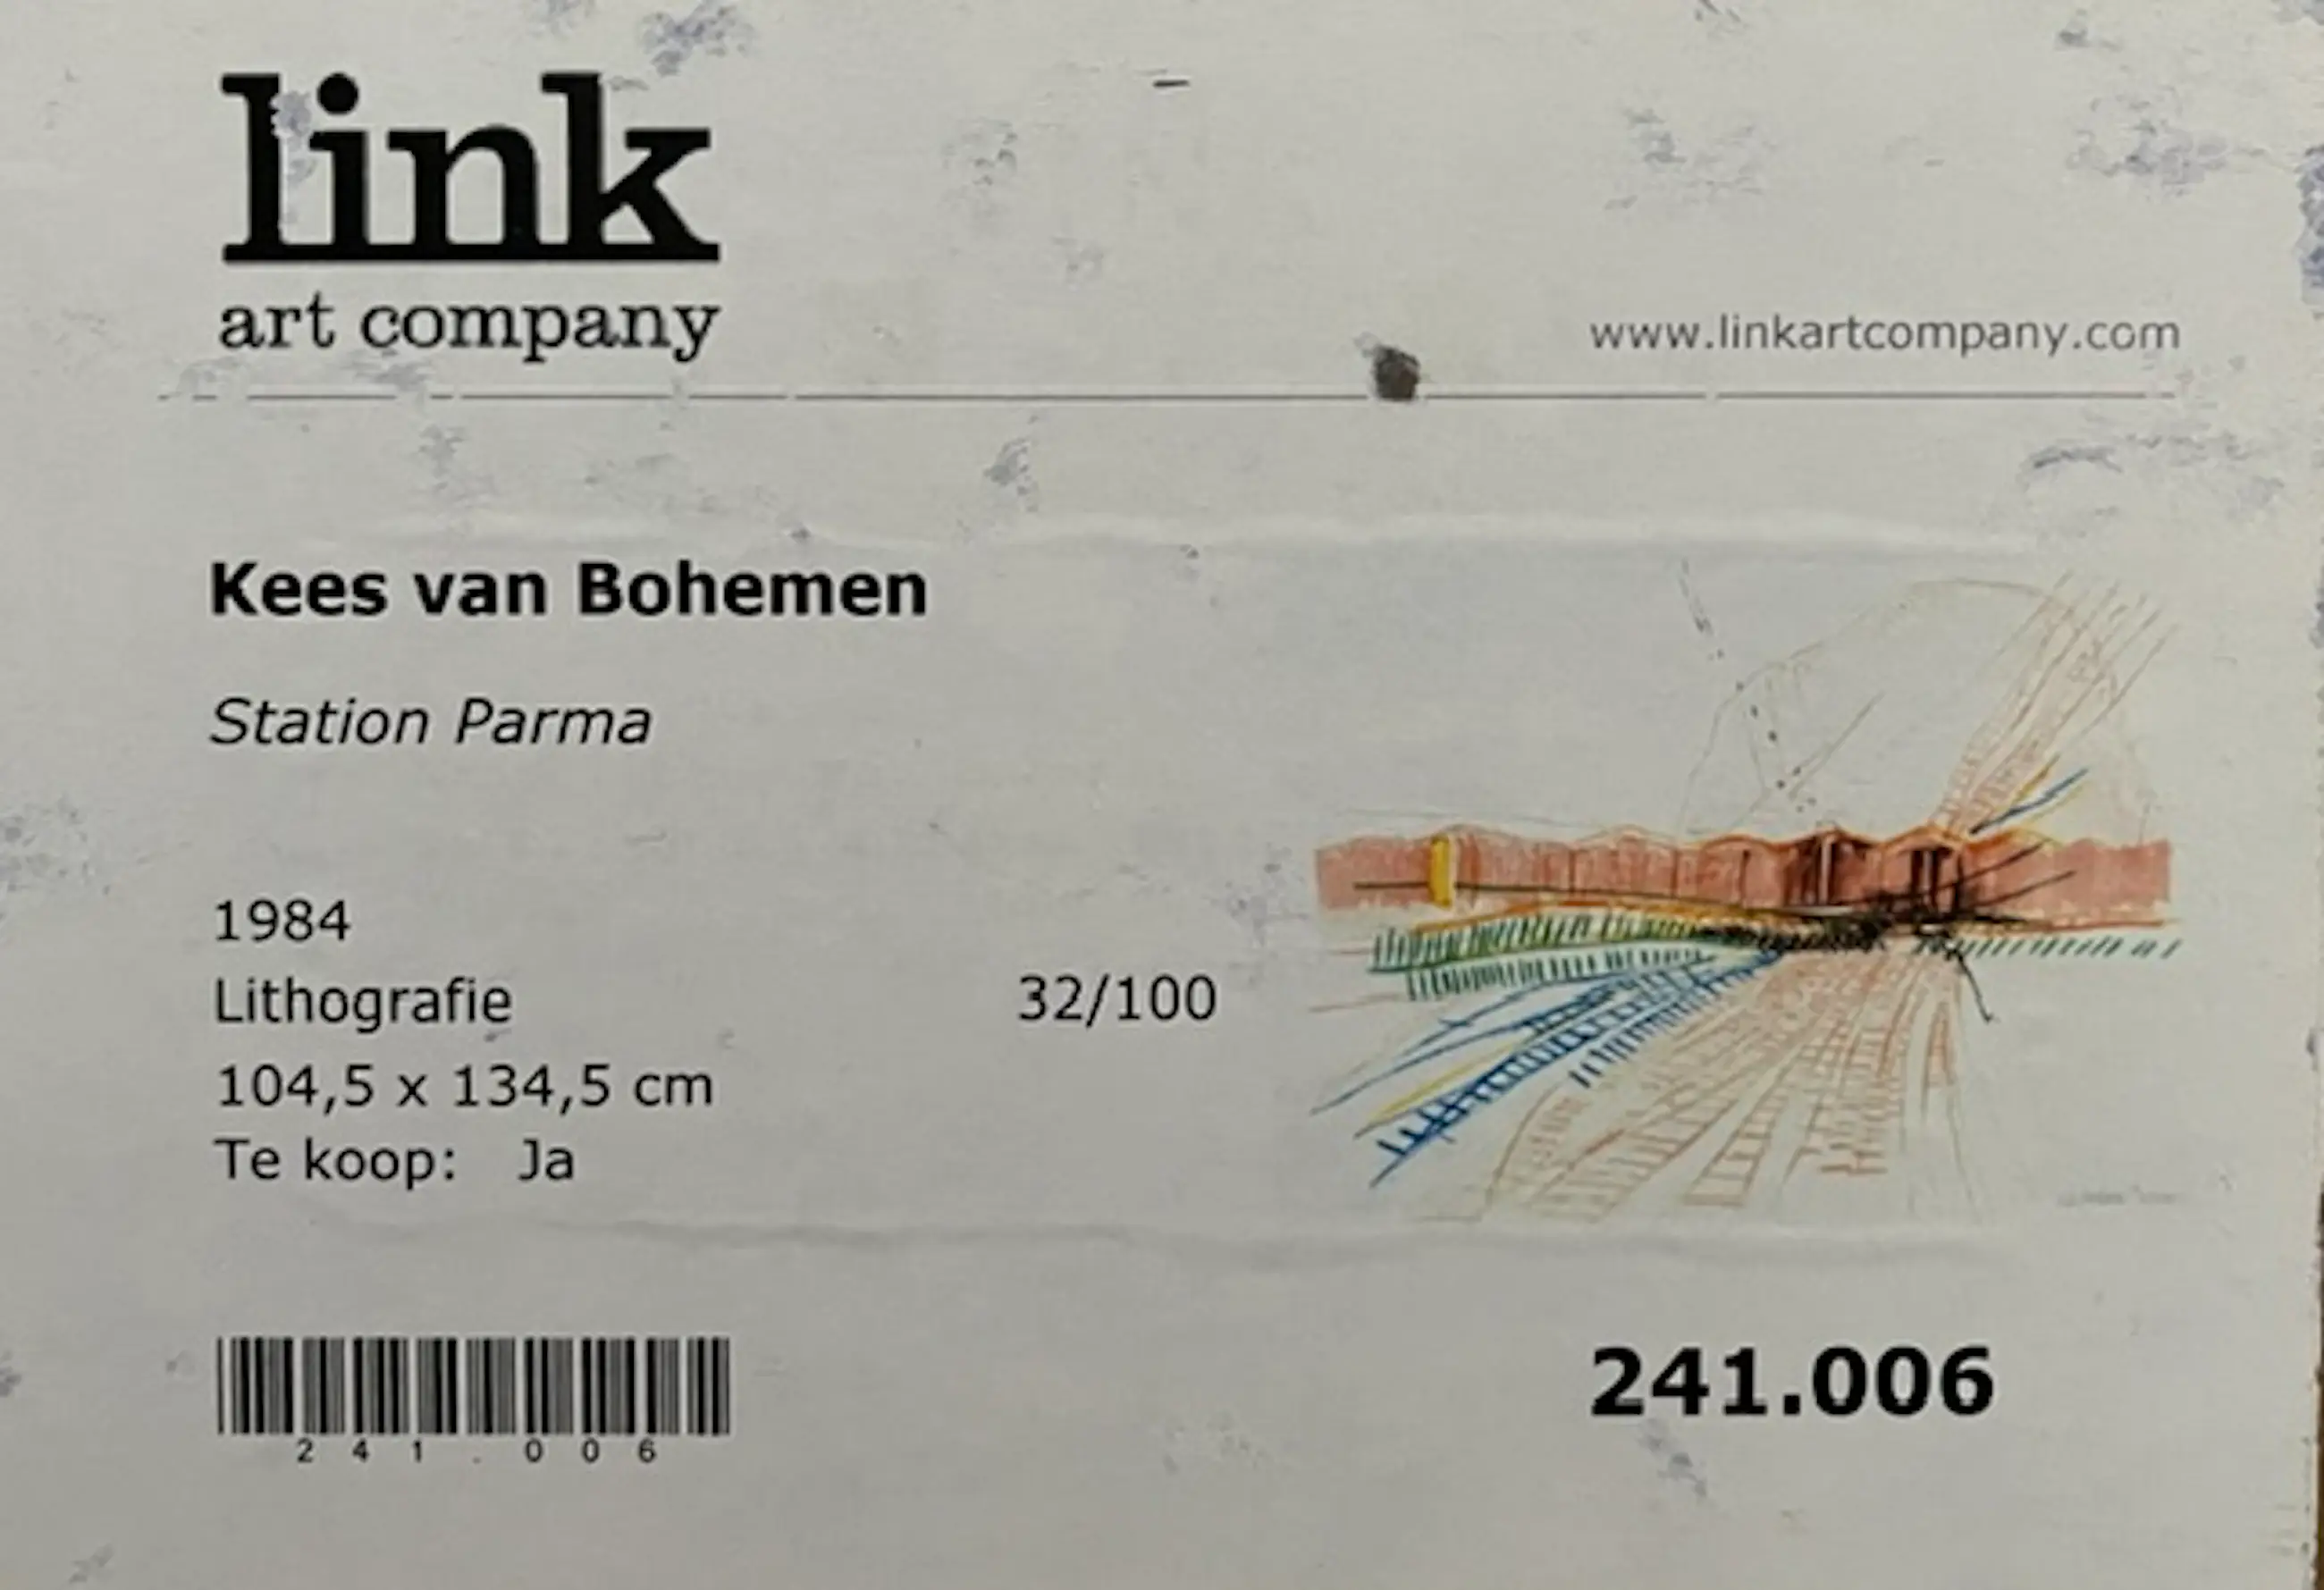 link
art company
www.linkartcompany.com
Kees van Bohemen
Station Parma
1984
Lithografie 32/100
104,5 x 134,5 cm
Te koop: Ja
241.006
241.006